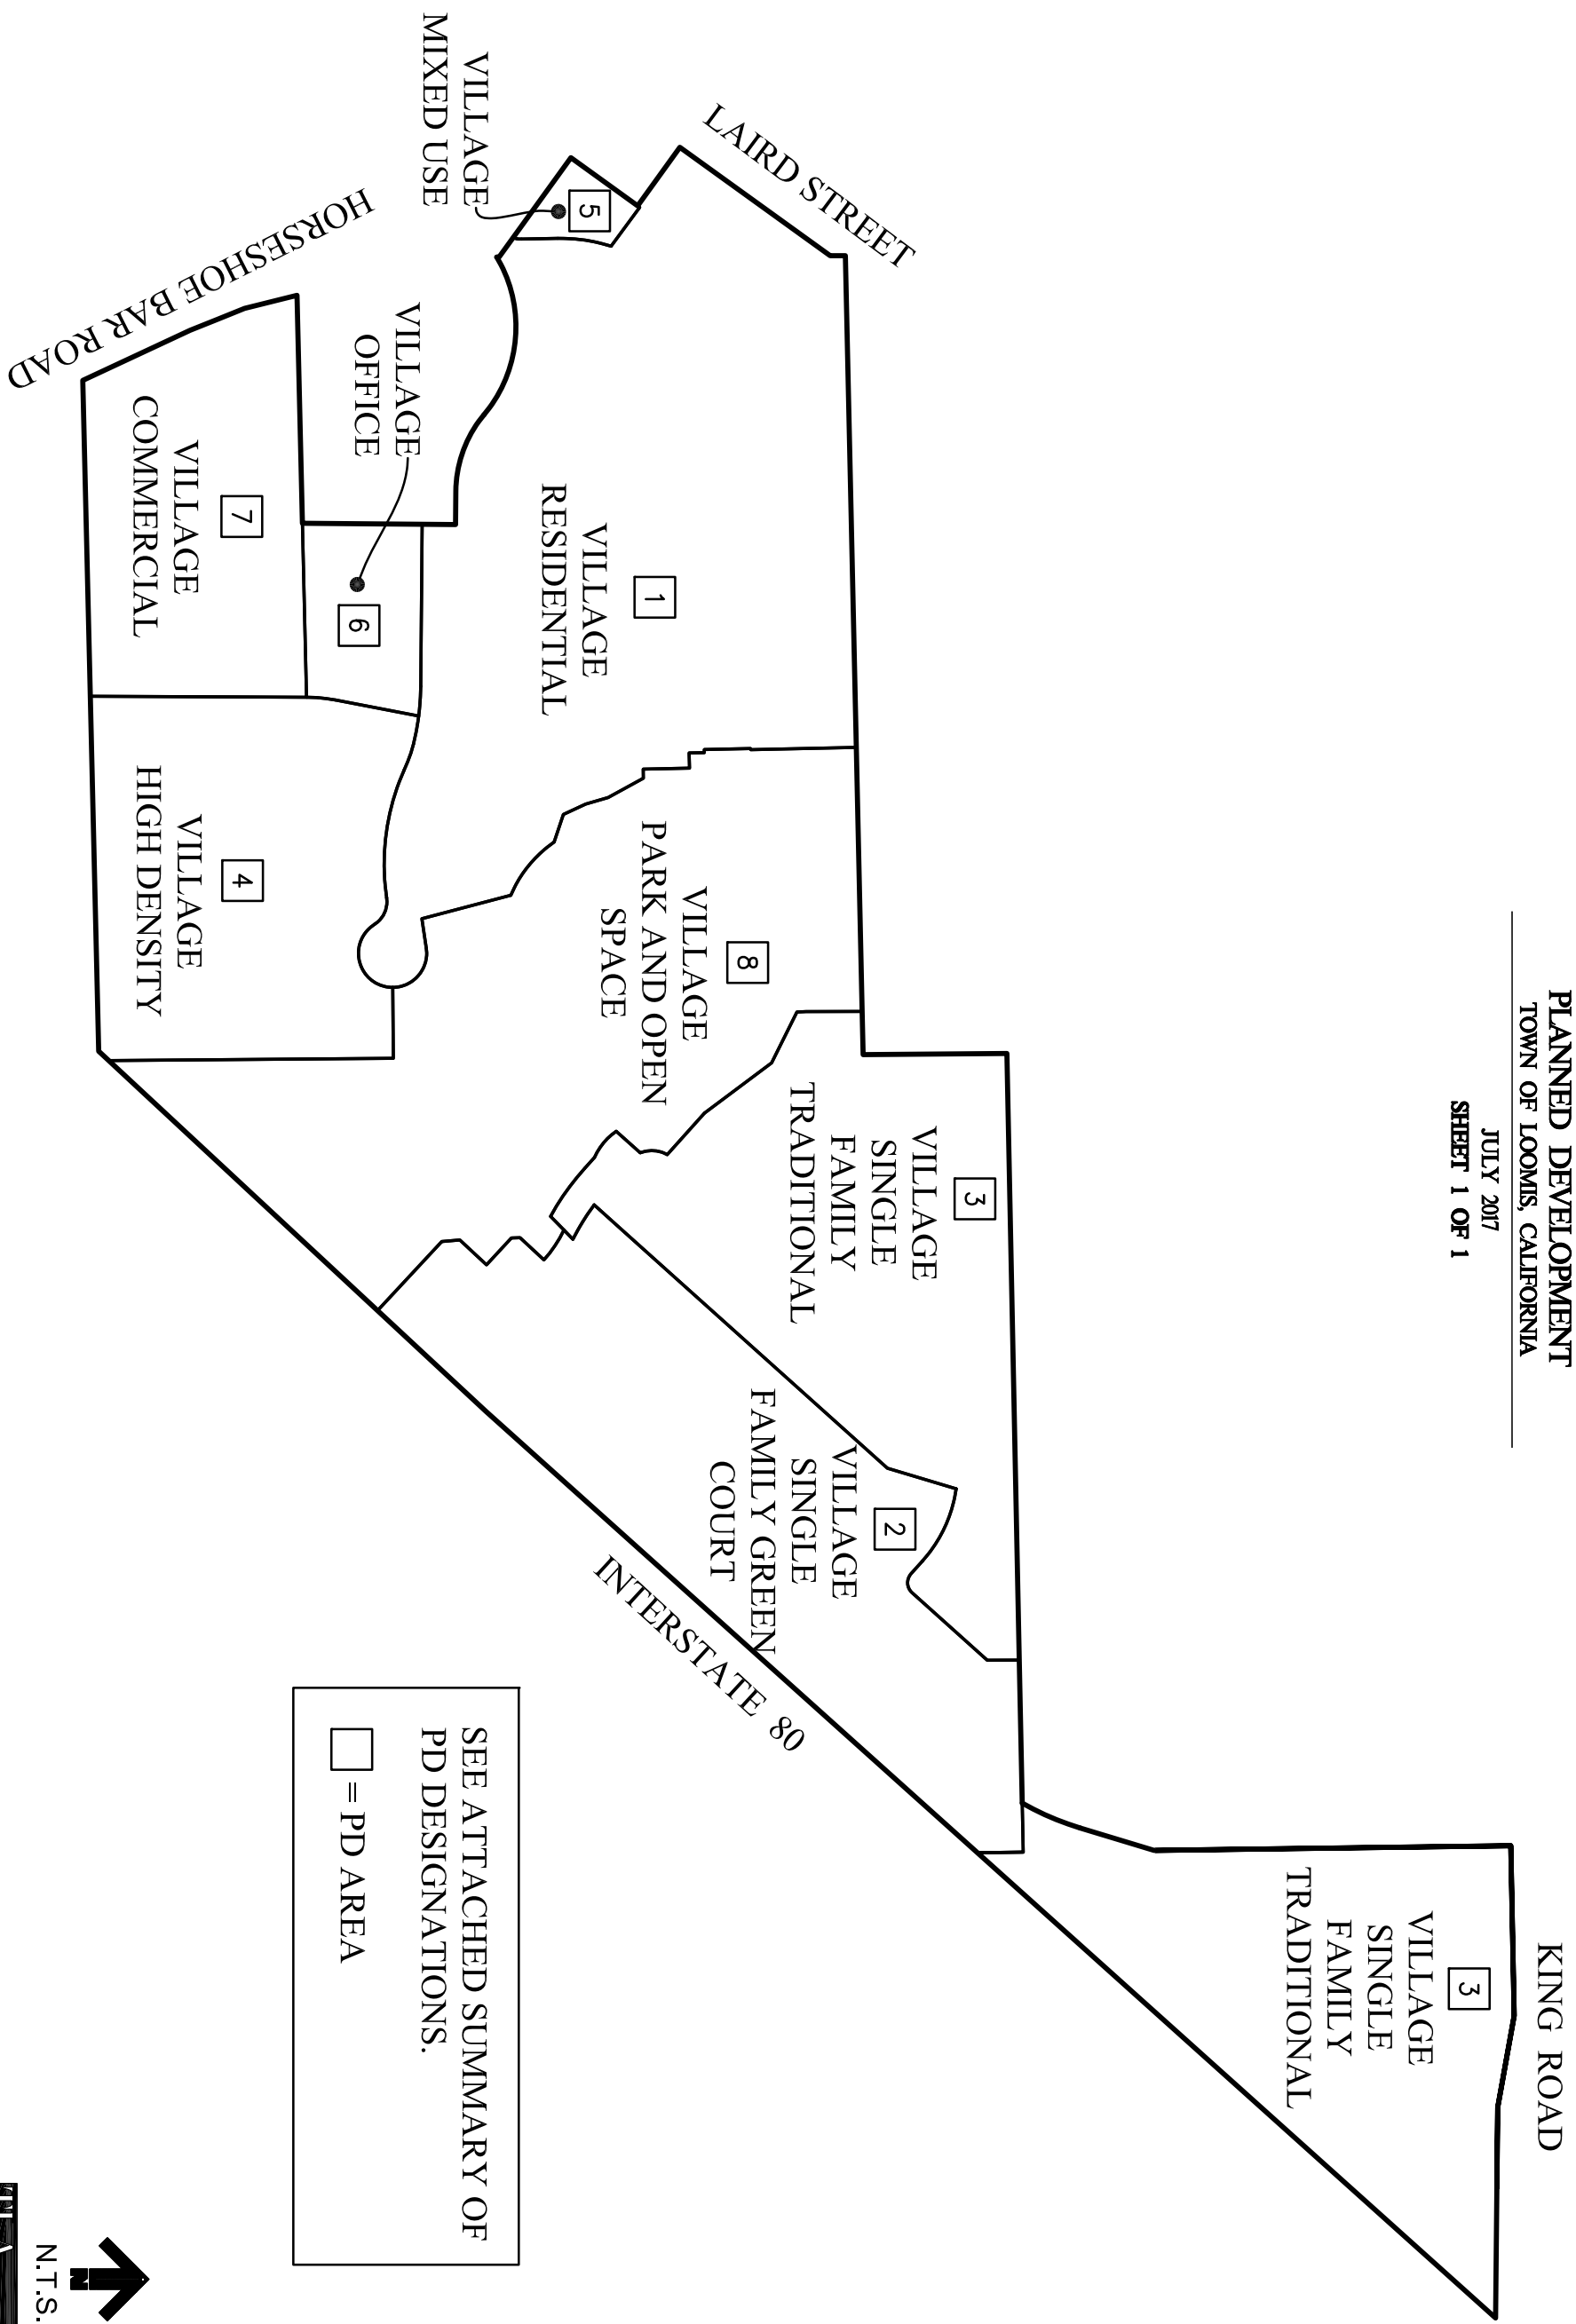 PLANNED DEVELOPMENT
TOWN OF LOOMIS, CALIFORNIA
JULY 2017
SHEET 1 OF 1
KING ROAD
3
VILLAGE
SINGLE
FAMILY
TRADITIONAL
LAIRD STREET
3
VILLAGE
SINGLE
FAMILY
TRADITIONAL
2
VILLAGE
SINGLE
FAMILY GREEN
COURT
8
VILLAGE
PARK AND OPEN
SPACE
1
VILLAGE
RESIDENTIAL
5
VILLAGE
MIXED USE
VILLAGE
OFFICE
6
HORSESHOE BAR ROAD
7
VILLAGE
COMMERCIAL
4
VILLAGE
HIGH DENSITY
INTERSTATE 80
SEE ATTACHED SUMMARY OF
PD DESIGNATIONS.
= PD AREA
N
N.T.S.